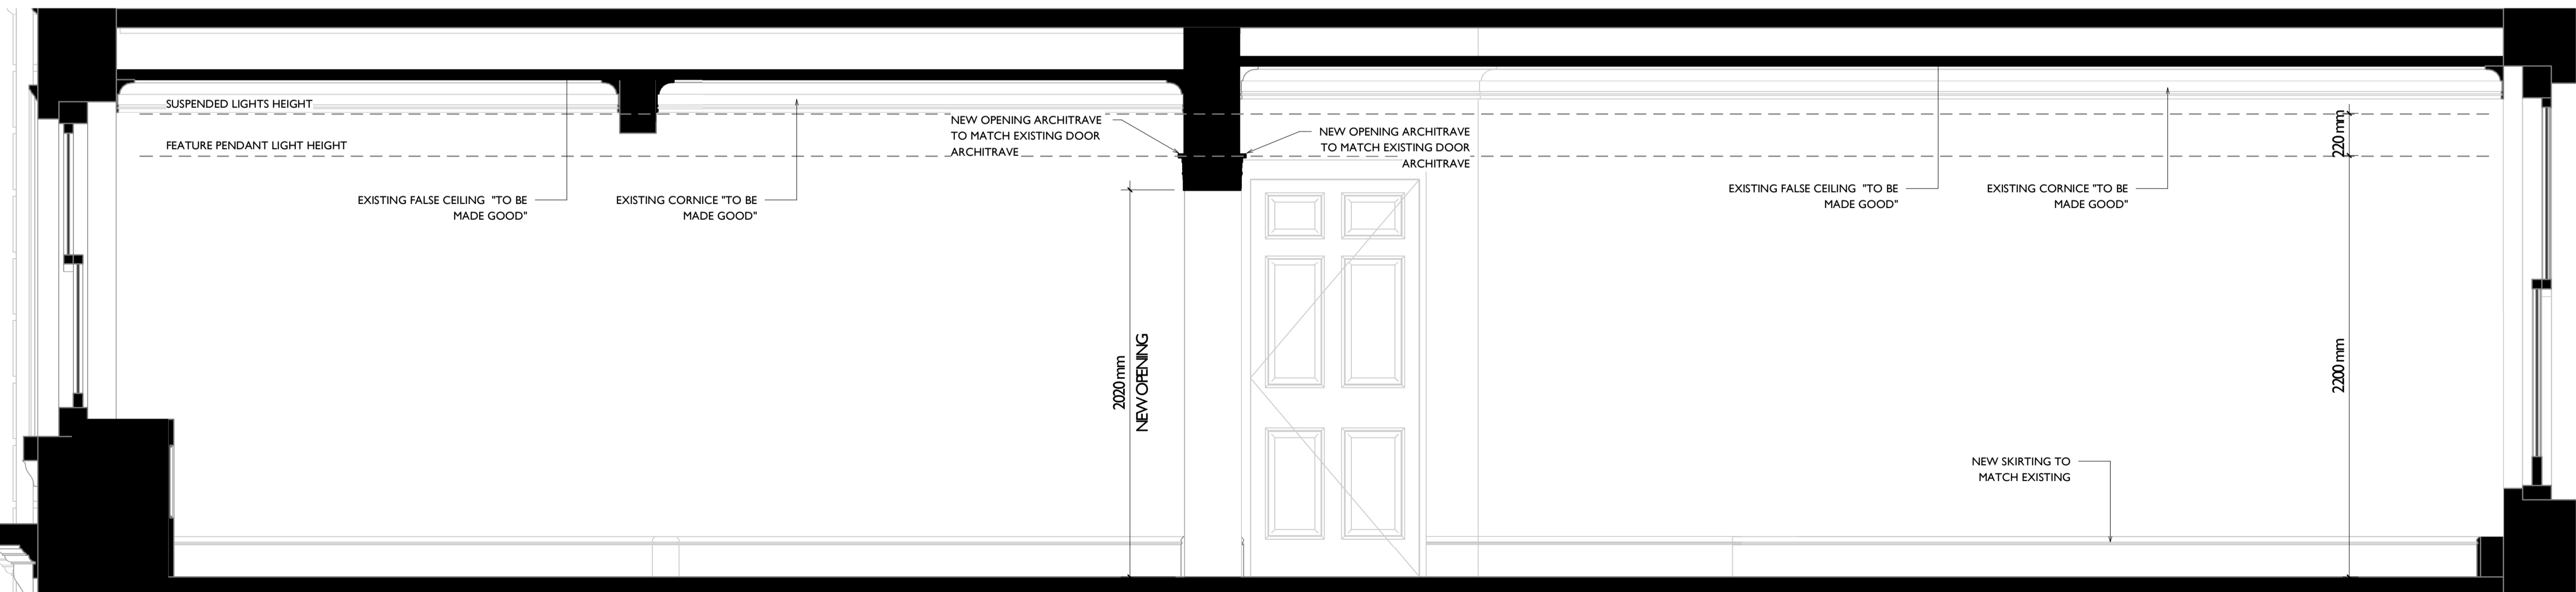 SUSPENDED LIGHTS HEIGHT
FEATURE PENDANT LIGHT HEIGHT
EXISTING FALSE CEILING "TO BE
MADE GOOD"
EXISTING CORNICE "TO BE
MADE GOOD"
NEW OPENING ARCHITRAVE
TO MATCH EXISTING DOOR
ARCHITRAVE
NEW OPENING ARCHITRAVE
TO MATCH EXISTING DOOR
ARCHITRAVE
2020 mm
NEW OPENING
EXISTING FALSE CEILING "TO BE
MADE GOOD"
EXISTING CORNICE "TO BE
MADE GOOD"
220 mm
2200 mm
NEW SKIRTING TO
MATCH EXISTING